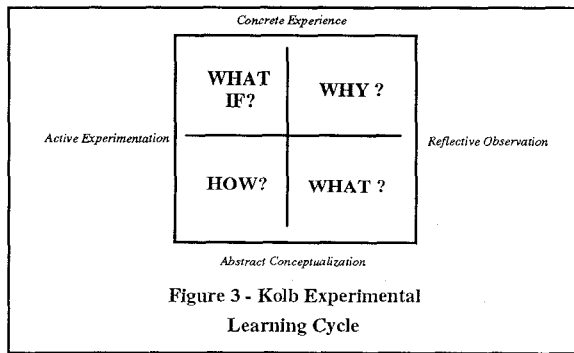 Concrete Experience
WHAT
IF?
WHY ?
Active Experimentation
Reflective Observation
HOW?
WHAT ?
Abstract Conceptualization
Figure 3 - Kolb Experimental
Learning Cycle